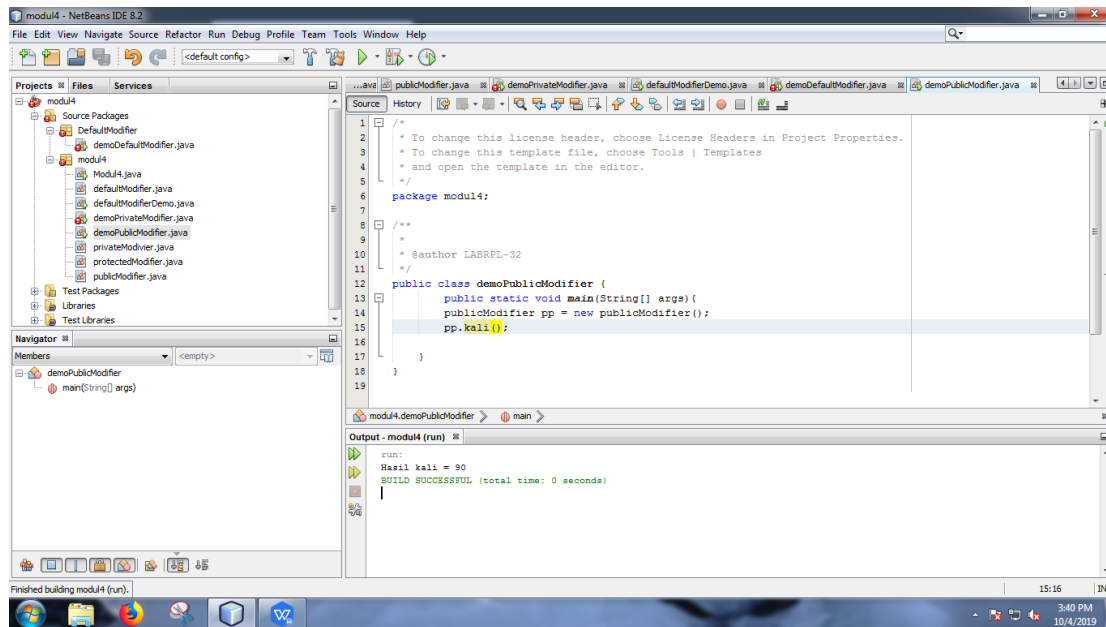 modul4 - NetBeans IDE 8.2
File Edit View Navigate Source Refactor Run Debug Profile Team Tools Window Help
<default config>
Projects Files Services
...ava publicModifier.java demoPrivateModifier.java defaultModifierDemo.java demoDefaultModifier.java demoPublicModifier.java
modul4
Source Packages
DefaultModifier
demoDefaultModifier.java
modul4
Modul4.java
defaultModifier.java
defaultModifierDemo.java
demoPrivateModifier.java
demoPublicModifier.java
privateModivier.java
protectedModifier.java
publicModifier.java
Test Packages
Libraries
Test Libraries
Navigator
Members <empty>
demoPublicModifier
main(String[] args)
Source History
1 /*
2 * To change this license header, choose License Headers in Project Properties.
3 * To change this template file, choose Tools | Templates
4 * and open the template in the editor.
5 */
6 package modul4;
7
8 /**
9 *
10 * @author LABRPL-32
11 */
12 public class demoPublicModifier {
13 public static void main(String[] args){
14 publicModifier pp = new publicModifier();
15 pp.kali();
16
17 }
18 }
19
modul4.demoPublicModifier main
Output - modul4 (run)
run:
Hasil kali = 90
BUILD SUCCESSFUL (total time: 0 seconds)
Finished building modul4 (run).
15:16 IN
3:40 PM
10/4/2019